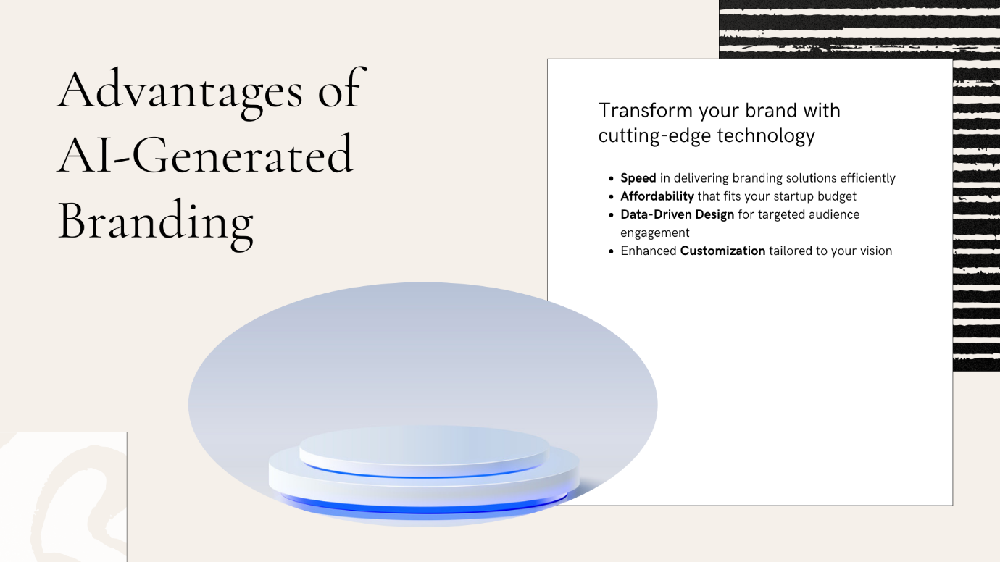 Advantages of
AI-Generated
Branding
Transform your brand with
cutting-edge technology
• Speed in delivering branding solutions efficiently
• Affordability that fits your startup budget
• Data-Driven Design for targeted audience
engagement
• Enhanced Customization tailored to your vision